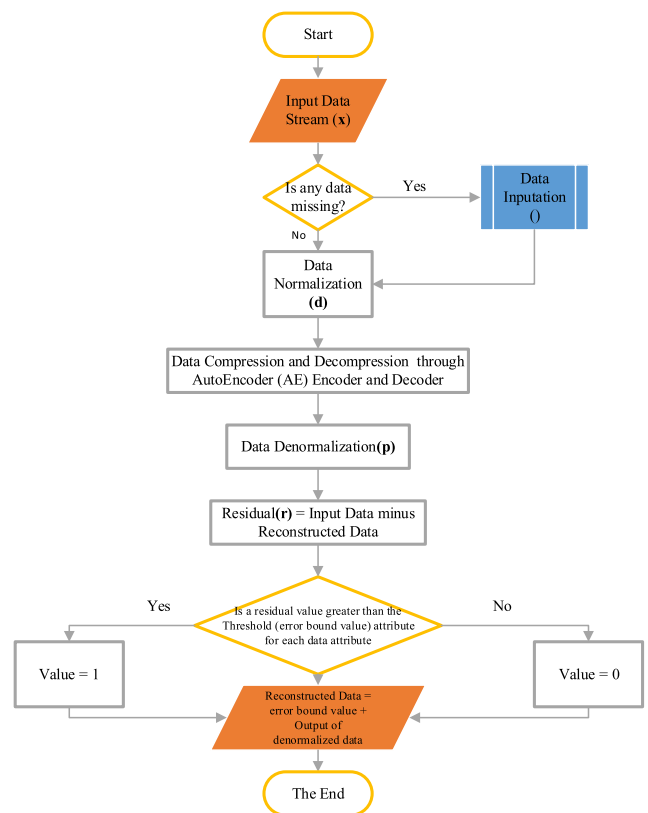 Start
Input Data
Stream (x)
Is any data
missing?
Yes
Data
Inputation
()
No
Data
Normalization
(d)
Data Compression and Decompression through
AutoEncoder (AE) Encoder and Decoder
Data Denormalization(p)
Residual(r) = Input Data minus
Reconstructed Data
Is a residual value greater than the
Threshold (error bound value) attribute
for each data attribute
Yes
No
Value = 1
Value = 0
Reconstructed Data =
error bound value +
Output of
denormalized data
The End